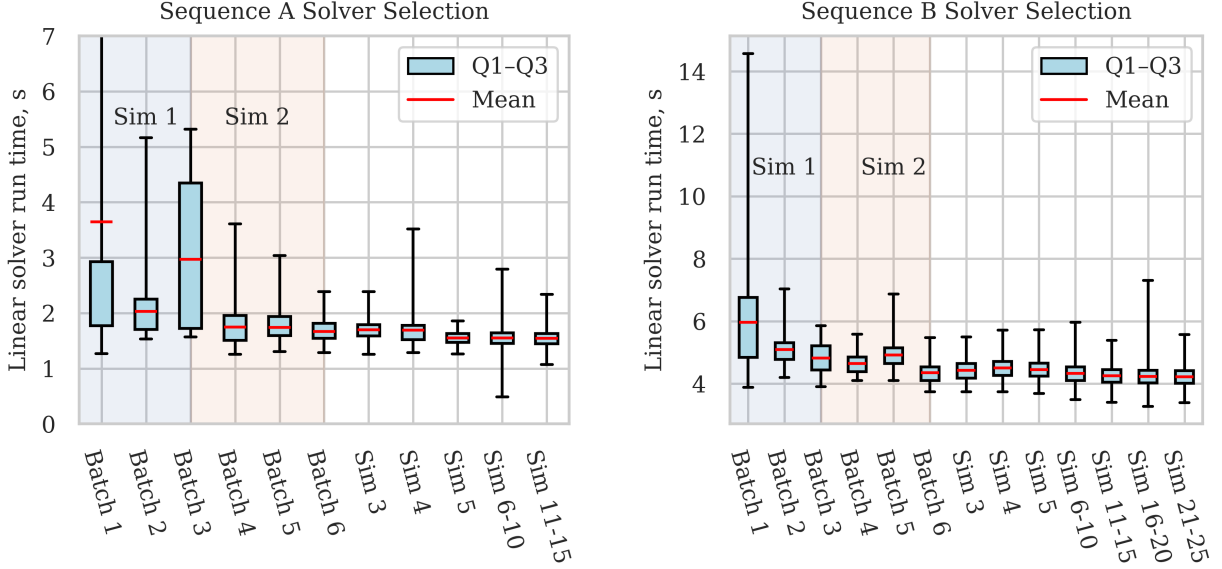 Sequence A Solver Selection
Linear solver run time, s
7
6
5
4
3
2
1
0
Sim 1
Sim 2
Q1–Q3
Mean
Batch 1
Batch 2
Batch 3
Batch 4
Batch 5
Batch 6
Sim 3
Sim 4
Sim 5
Sim 6-10
Sim 11-15
Sequence B Solver Selection
Linear solver run time, s
14
12
10
8
6
4
Sim 1
Sim 2
Q1–Q3
Mean
Batch 1
Batch 2
Batch 3
Batch 4
Batch 5
Batch 6
Sim 3
Sim 4
Sim 5
Sim 6-10
Sim 11-15
Sim 16-20
Sim 21-25